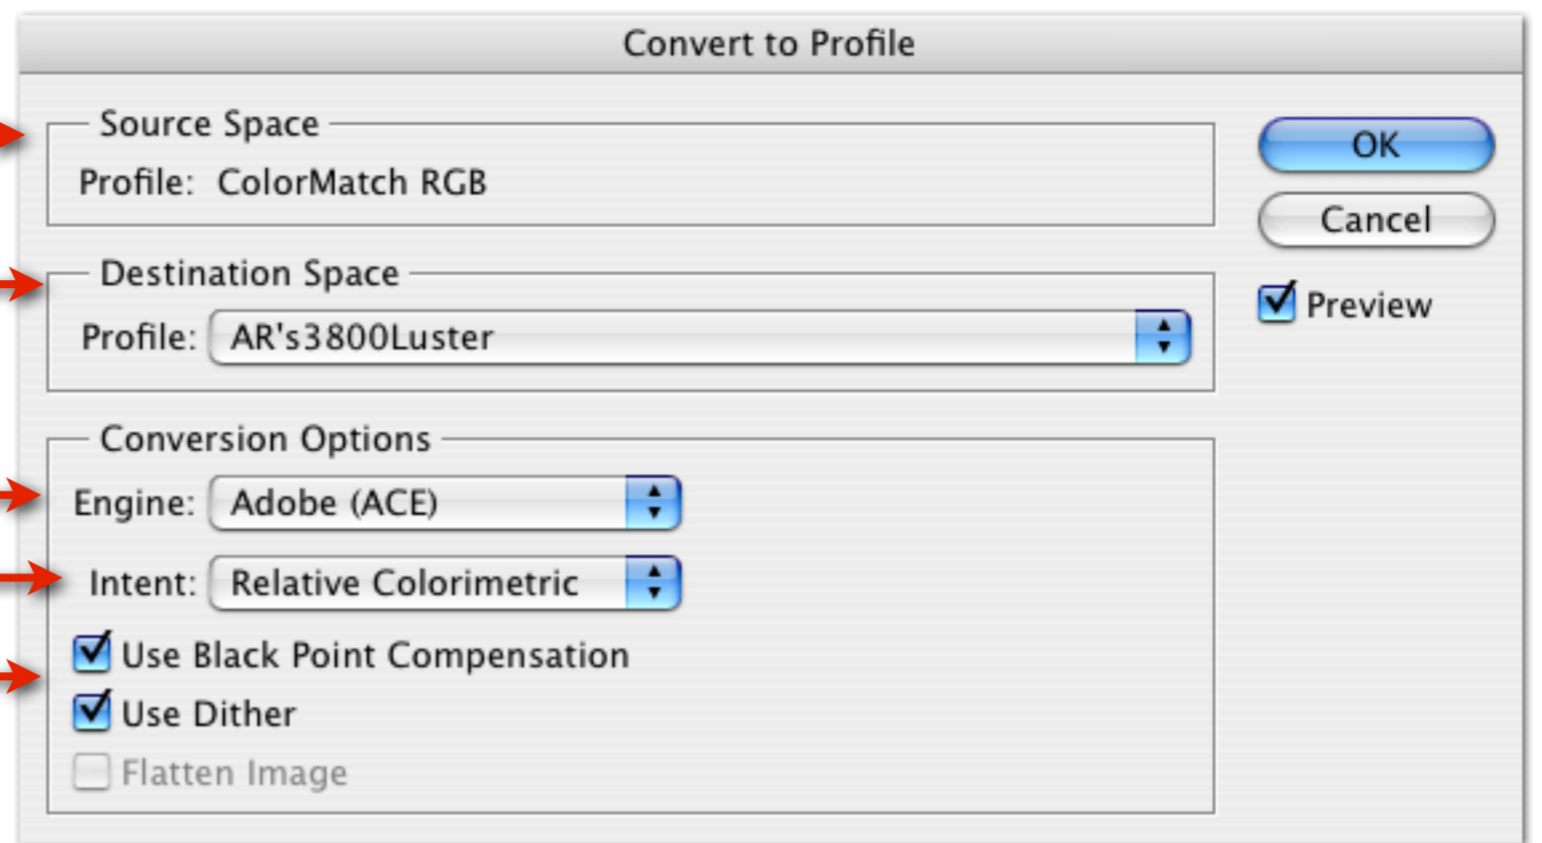 Convert to Profile
Source Space
Profile: ColorMatch RGB
OK
Cancel
Destination Space
Profile: AR's3800Luster
Preview
Conversion Options
Engine: Adobe (ACE)
Intent: Relative Colorimetric
Use Black Point Compensation
Use Dither
Flatten Image